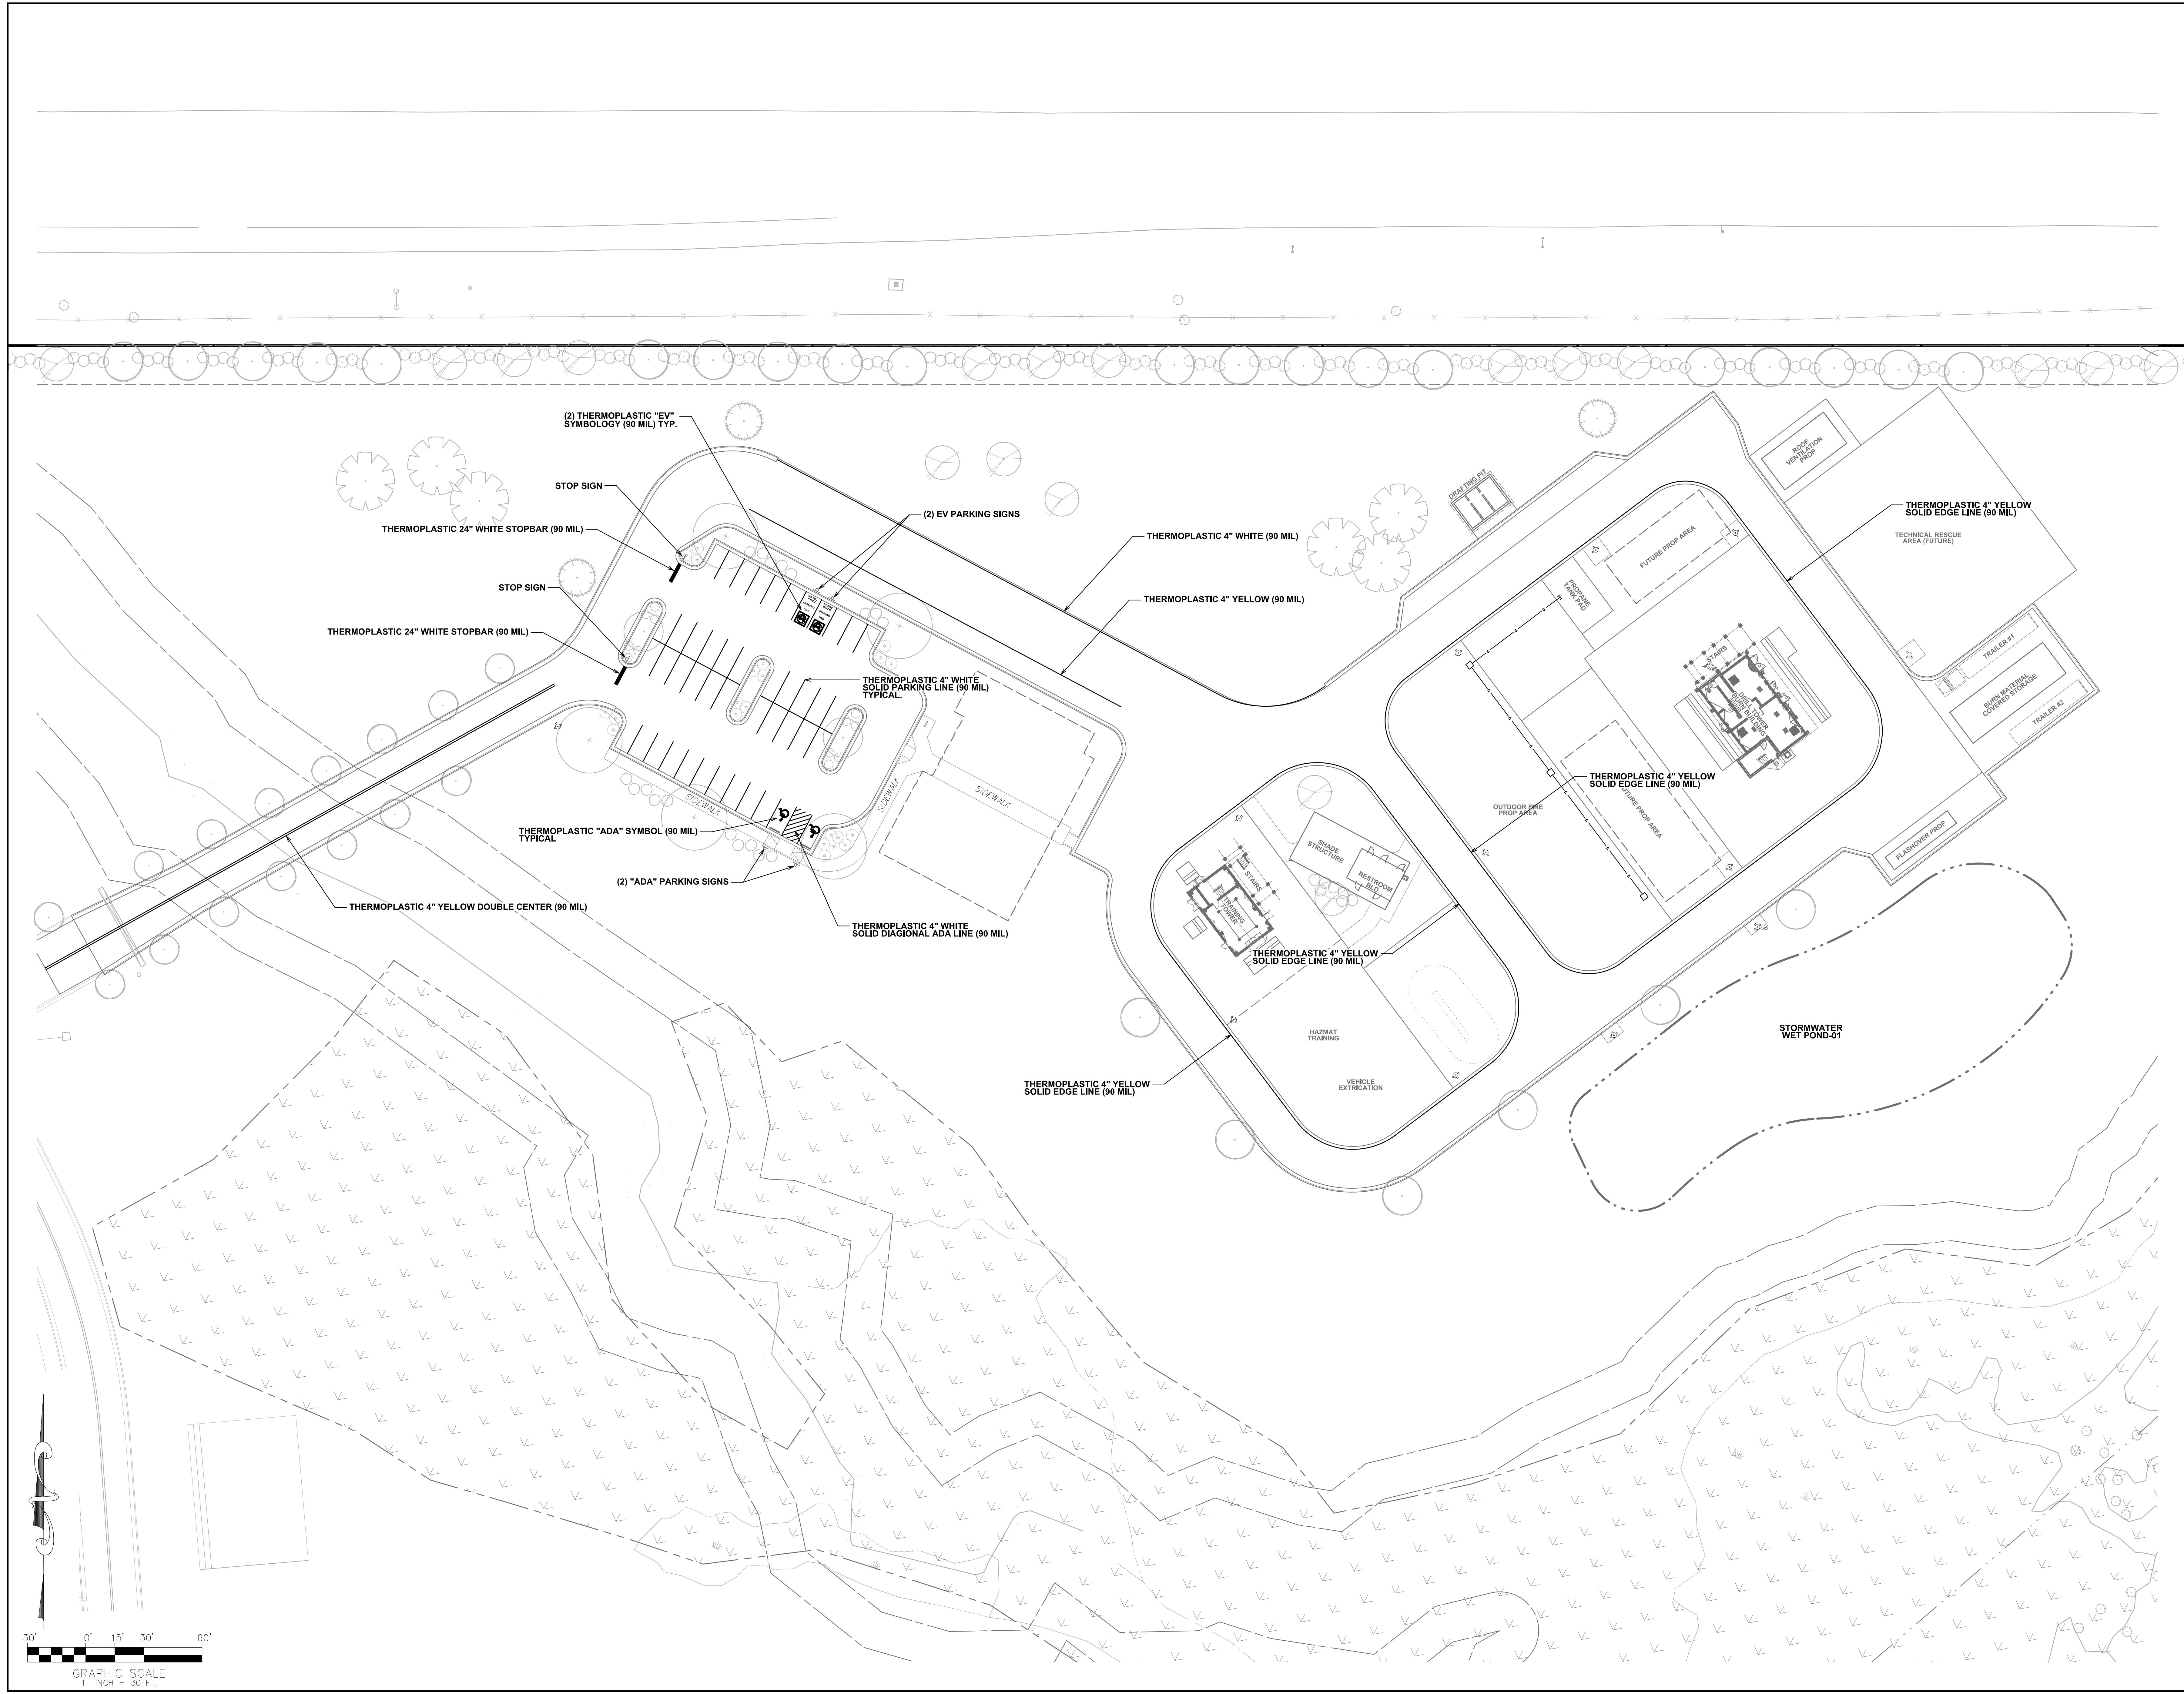 (2) THERMOPLASTIC "EV"
SYMBOLOGY (90 MIL) TYP.
STOP SIGN
THERMOPLASTIC 24" WHITE STOPBAR (90 MIL)
STOP SIGN
THERMOPLASTIC 24" WHITE STOPBAR (90 MIL)
(2) EV PARKING SIGNS
THERMOPLASTIC 4" WHITE (90 MIL)
THERMOPLASTIC 4" YELLOW (90 MIL)
THERMOPLASTIC 4" WHITE
SOLID PARKING LINE (90 MIL)
TYPICAL.
SIDEWALK
SIDEWALK
SIDEWALK
THERMOPLASTIC "ADA" SYMBOL (90 MIL)
TYPICAL
(2) "ADA" PARKING SIGNS
THERMOPLASTIC 4" YELLOW DOUBLE CENTER (90 MIL)
THERMOPLASTIC 4" WHITE
SOLID DIAGIONAL ADA LINE (90 MIL)
DRAFTING PIT
ROOF
VENTILATION
PROP
THERMOPLASTIC 4" YELLOW
SOLID EDGE LINE (90 MIL)
TECHNICAL RESCUE
AREA (FUTURE)
FUTURE PROP AREA
PROPANE
TANK PAD
STAIRS
DRILL TOWER
BURN BUILDING
TRAILER #1
BURN MATERIAL
COVERED STORAGE
TRAILER #2
FLASHOVER PROP
THERMOPLASTIC 4" YELLOW
SOLID EDGE LINE (90 MIL)
OUTDOOR FIRE
PROP AREA
FUTURE PROP AREA
SHADE
STRUCTURE
RESTROOM
BLD
STAIRS
TRAINING
TOWER
THERMOPLASTIC 4" YELLOW
SOLID EDGE LINE (90 MIL)
HAZMAT
TRAINING
VEHICLE
EXTRICATION
THERMOPLASTIC 4" YELLOW
SOLID EDGE LINE (90 MIL)
STORMWATER
WET POND-01
30' 0' 15' 30' 60'
GRAPHIC SCALE
1 INCH = 30 FT.